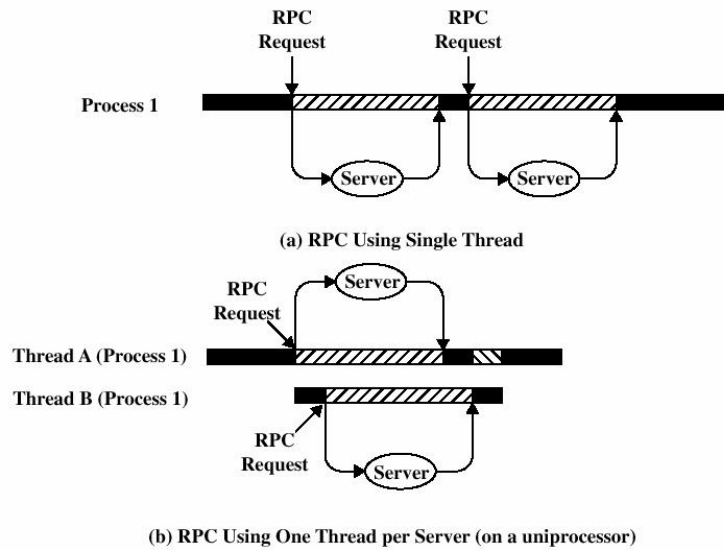 RPC
Request
RPC
Request
Process 1
Server
Server
(a) RPC Using Single Thread
Server
RPC
Request
Thread A (Process 1)
Thread B (Process 1)
RPC
Request
Server
(b) RPC Using One Thread per Server (on a uniprocessor)